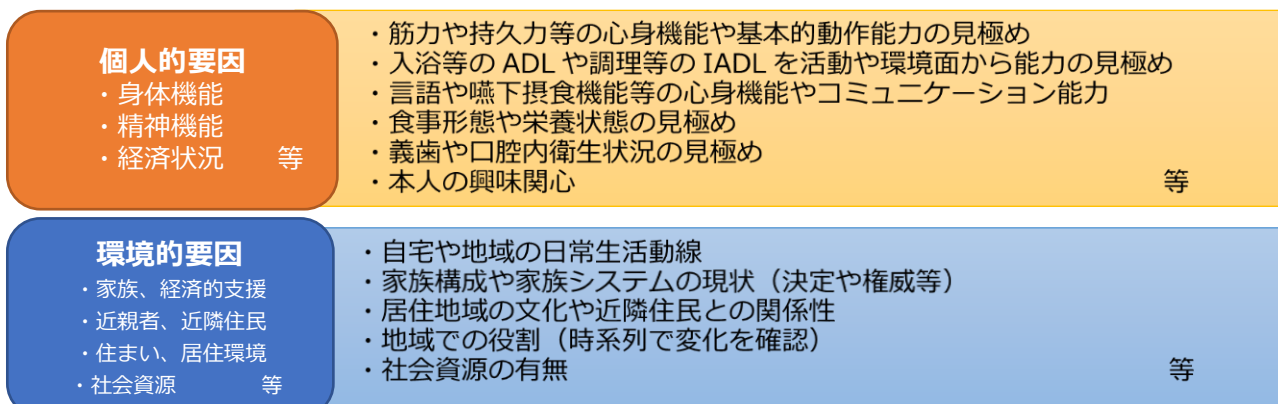 個人的要因
・身体機能
・精神機能
・経済状況　　等
・筋力や持久力等の心身機能や基本的動作能力の見極め
・入浴等の ADL や調理等の IADL を活動や環境面から能力の見極め
・言語や嚥下摂食機能等の心身機能やコミュニケーション能力
・食事形態や栄養状態の見極め
・義歯や口腔内衛生状況の見極め
・本人の興味関心　　等
環境的要因
・家族、経済的支援
・近親者、近隣住民
・住まい、居住環境
・社会資源　　等
・自宅や地域の日常生活動線
・家族構成や家族システムの現状（決定や権威等）
・居住地域の文化や近隣住民との関係性
・地域での役割（時系列で変化を確認）
・社会資源の有無　　等